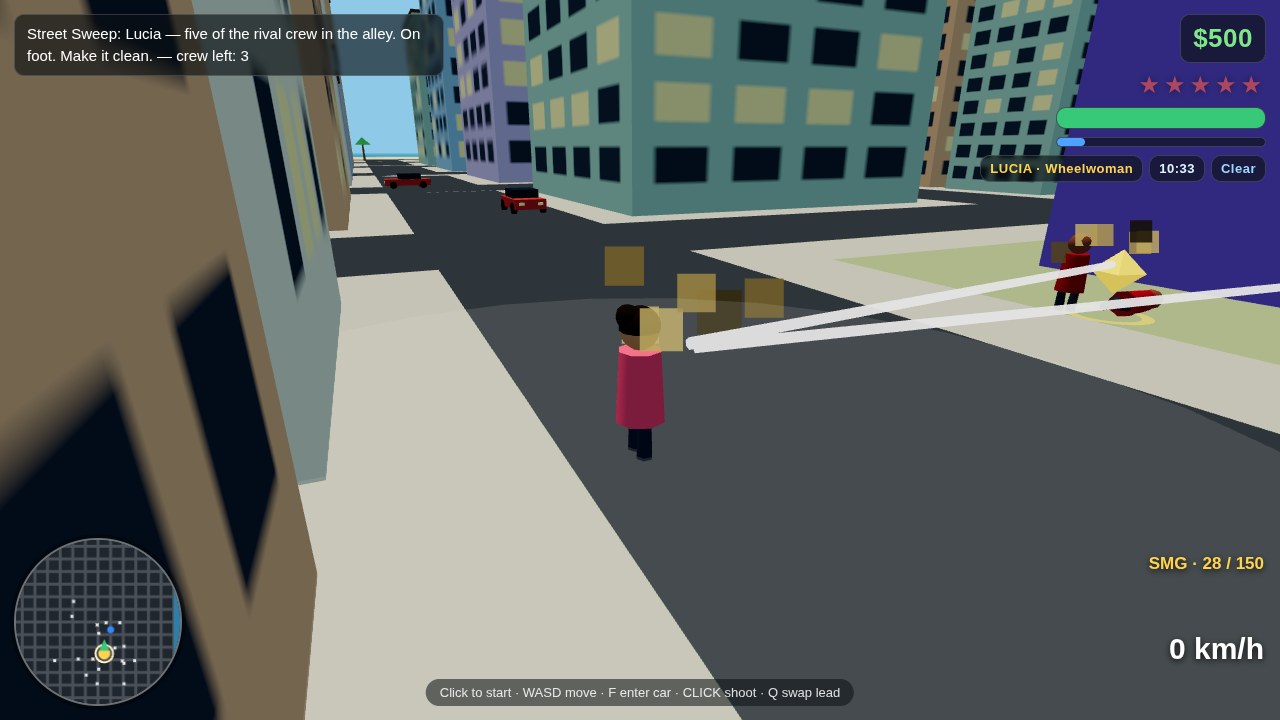 Street Sweep: Lucia — five of the rival crew in the alley. On
foot. Make it clean. — crew left: 3
$500
★★★★★
LUCIA · Wheelwoman
10:33
Clear
SMG · 28 / 150
0 km/h
Click to start · WASD move · F enter car · CLICK shoot · Q swap lead